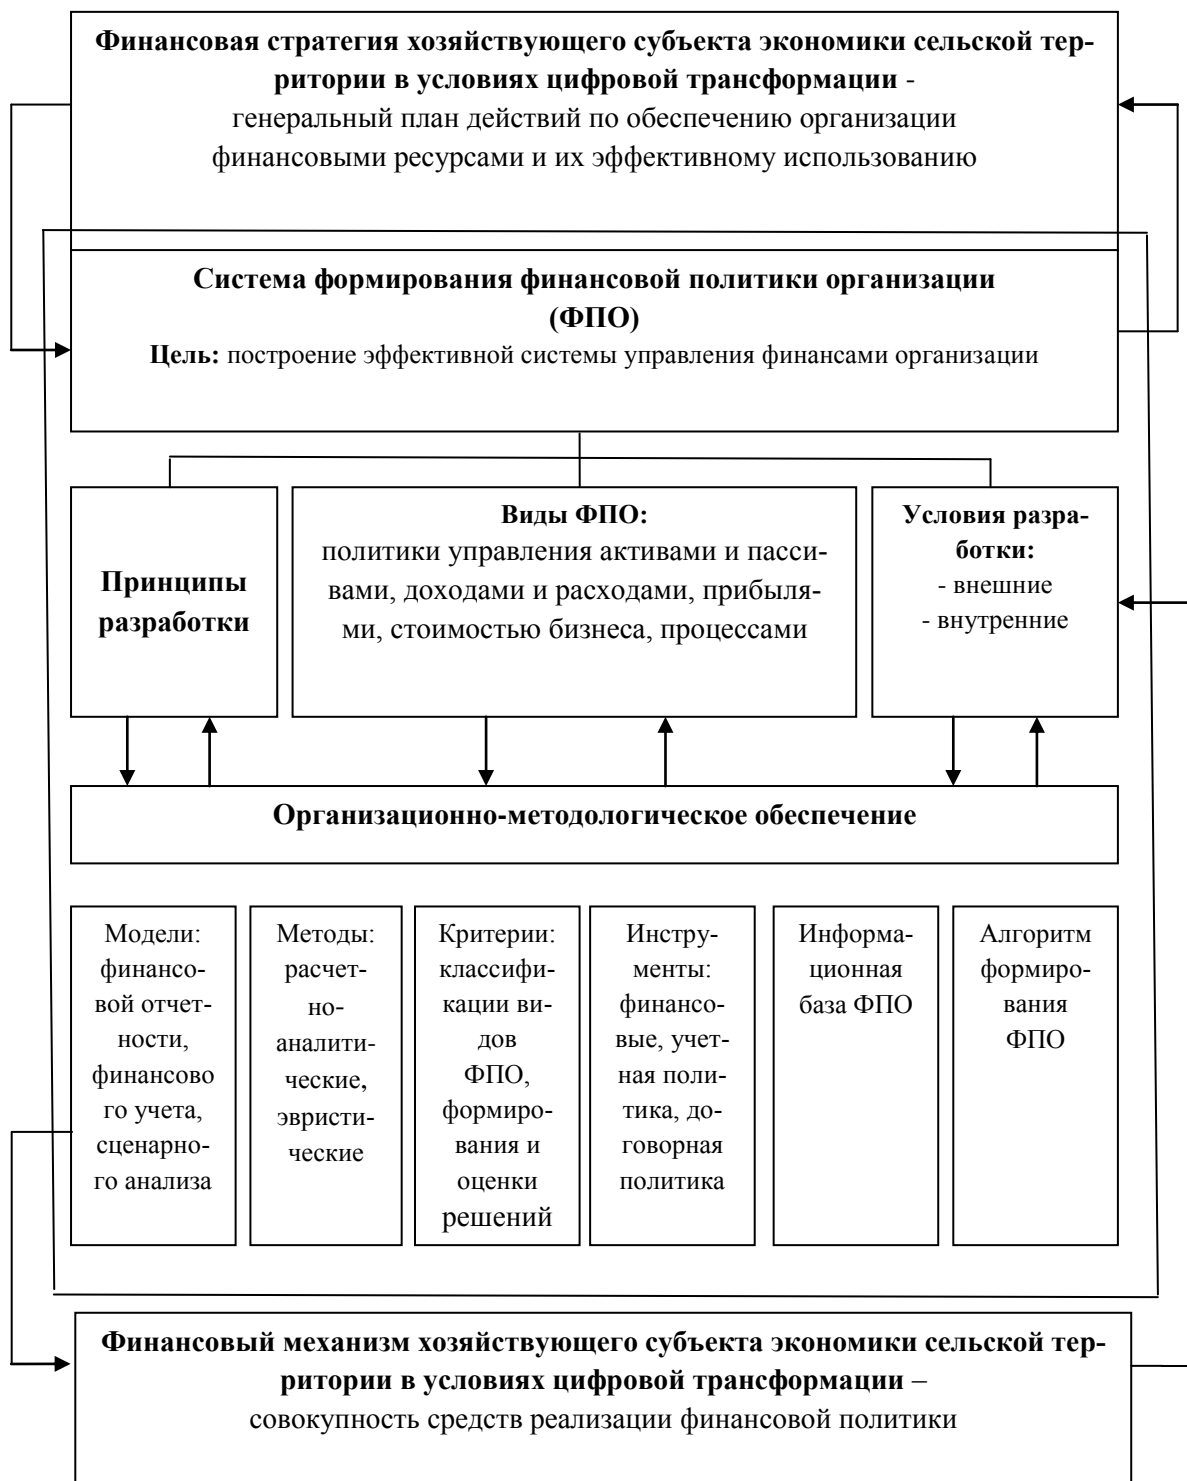 Финансовая стратегия хозяйствующего субъекта экономики сельской тер-
ритории в условиях цифровой трансформации -
генеральный план действий по обеспечению организации
финансовыми ресурсами и их эффективному использованию
Система формирования финансовой политики организации
(ФПО)
Цель: построение эффективной системы управления финансами организации
Принципы
разработки
Виды ФПО:
политики управления активами и пасси-
вами, доходами и расходами, прибыля-
ми, стоимостью бизнеса, процессами
Условия разра-
ботки:
- внешние
- внутренние
Организационно-методологическое обеспечение
Модели:
финансо-
вой отчет-
ности,
финансово
го учета,
сценарно-
го анализа
Методы:
расчет-
но-
аналити-
ческие,
эвристи-
ческие
Критерии:
классифи-
кации ви-
дов
ФПО,
формиро-
вания и
оценки
решений
Инстру-
менты:
финансо-
вые, учет-
ная поли-
тика, до-
говорная
политика
Информа-
ционная
база ФПО
Алгоритм
формиро-
вания
ФПО
Финансовый механизм хозяйствующего субъекта экономики сельской тер-
ритории в условиях цифровой трансформации –
совокупность средств реализации финансовой политики